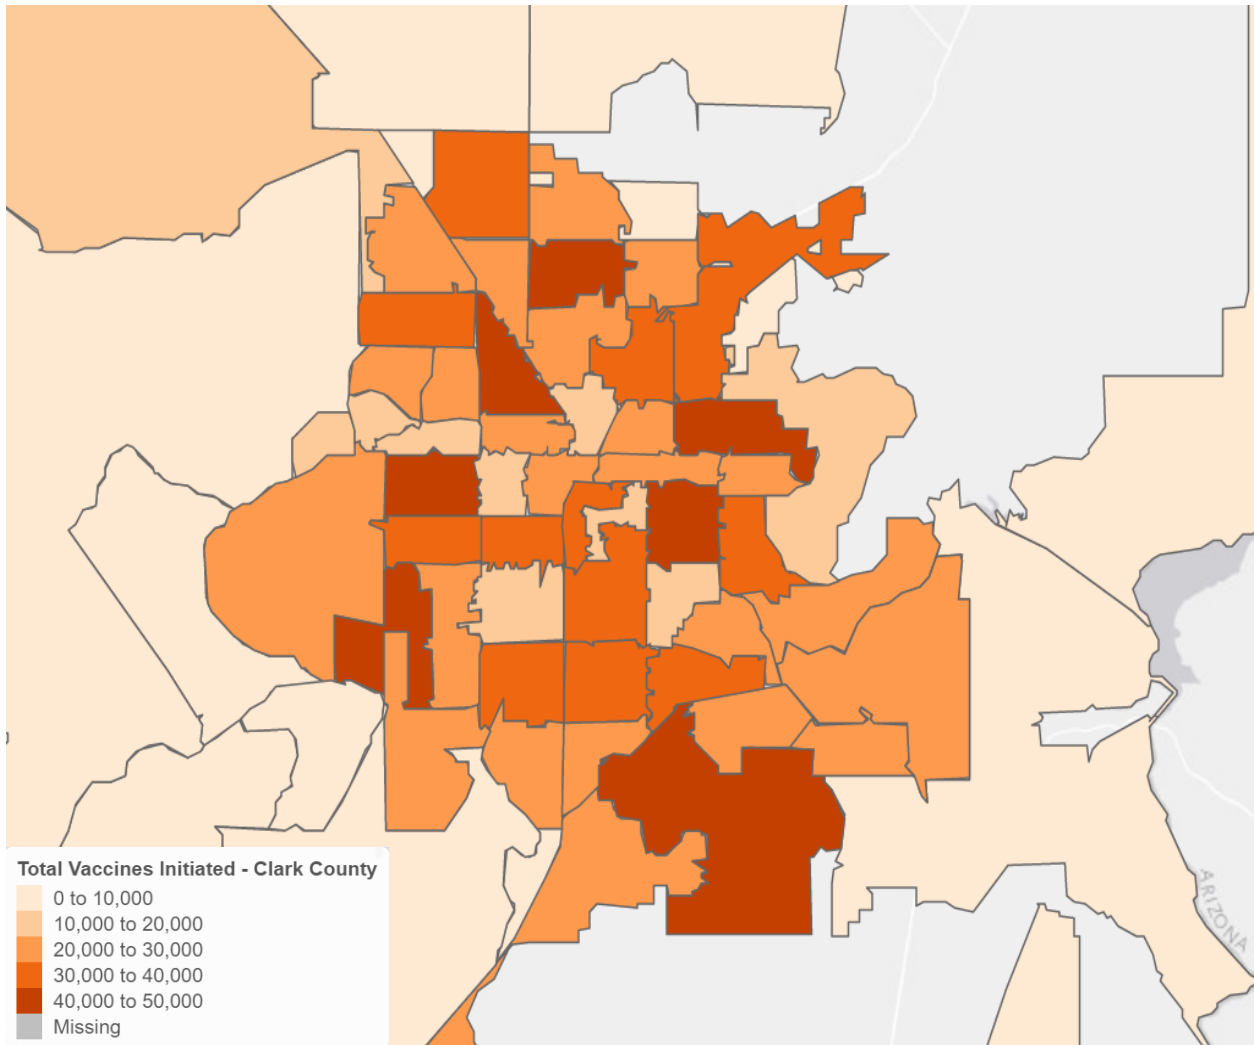 Total Vaccines Initiated - Clark County
0 to 10,000
10,000 to 20,000
20,000 to 30,000
30,000 to 40,000
40,000 to 50,000
Missing
ARIZONA